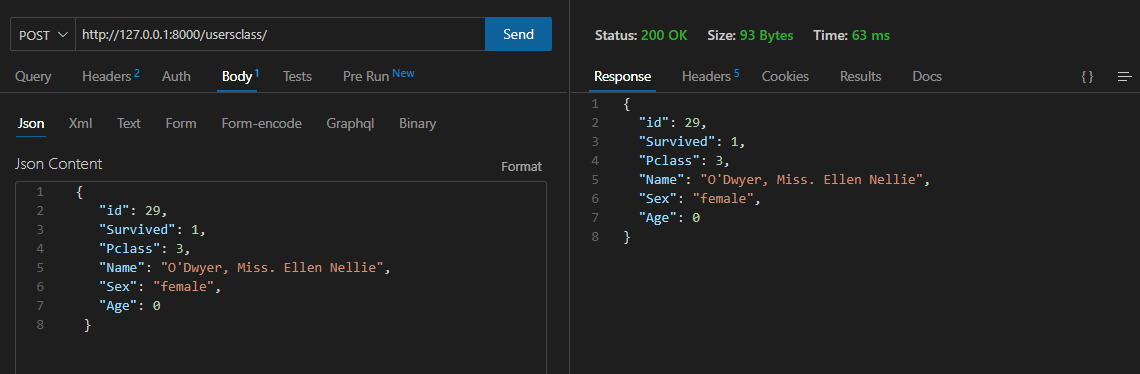 POST http://127.0.0.1:8000/usersclass/ Send
Query Headers 2 Auth Body 1 Tests Pre Run New
Json Xml Text Form Form-encode Graphql Binary
Json Content Format
1 {
2 "id": 29,
3 "Survived": 1,
4 "Pclass": 3,
5 "Name": "O'Dwyer, Miss. Ellen Nellie",
6 "Sex": "female",
7 "Age": 0
8 }
Status: 200 OK Size: 93 Bytes Time: 63 ms
Response Headers 5 Cookies Results Docs { }
1 {
2 "id": 29,
3 "Survived": 1,
4 "Pclass": 3,
5 "Name": "O'Dwyer, Miss. Ellen Nellie",
6 "Sex": "female",
7 "Age": 0
8 }